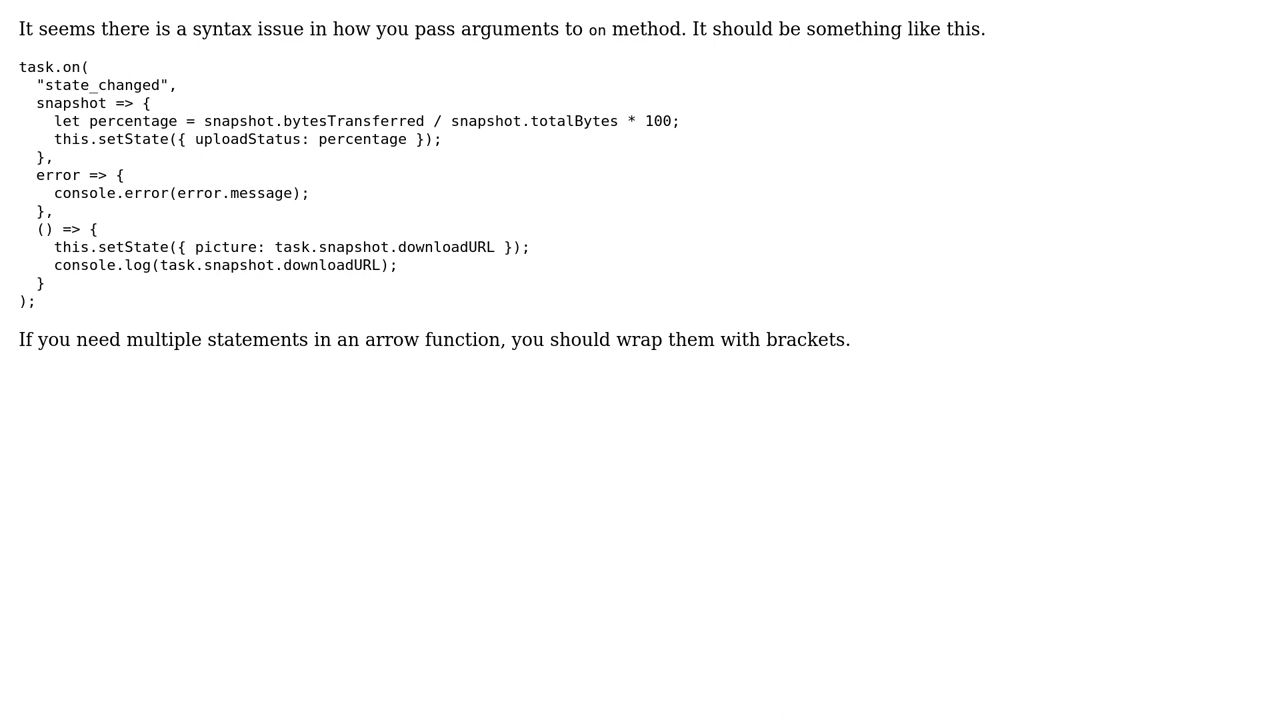 It seems there is a syntax issue in how you pass arguments to on method. It should be something like this.
task.on(
  "state_changed",
  snapshot => {
    let percentage = snapshot.bytesTransferred / snapshot.totalBytes * 100;
    this.setState({ uploadStatus: percentage });
  },
  error => {
    console.error(error.message);
  },
  () => {
    this.setState({ picture: task.snapshot.downloadURL });
    console.log(task.snapshot.downloadURL);
  }
);
If you need multiple statements in an arrow function, you should wrap them with brackets.